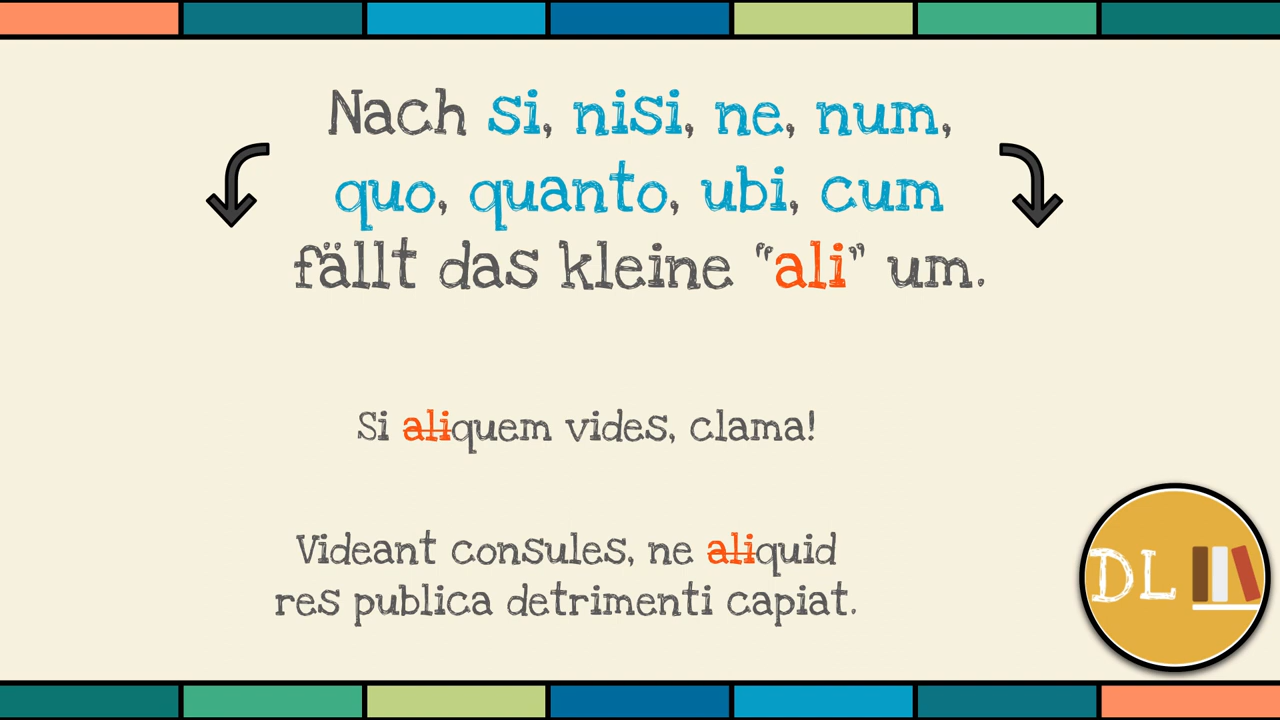 Nach si, nisi, ne, num,
quo, quanto, ubi, cum
fällt das kleine "ali" um.
Si aliquem vides, clama!
Videant consules, ne aliquid
res publica detrimenti capiat.
DL